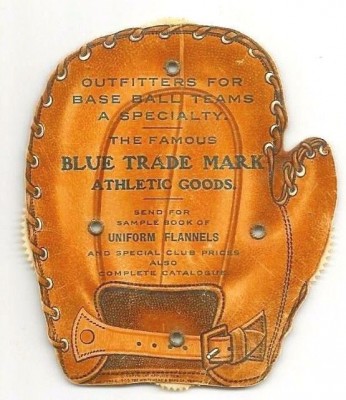 OUTFITTERS FOR
BASE BALL TEAMS
A SPECIALTY.
THE FAMOUS
BLUE TRADE MARK
ATHLETIC GOODS.
SEND FOR
SAMPLE BOOK OF
UNIFORM FLANNELS
AND SPECIAL CLUB PRICES
ALSO
COMPLETE CATALOGUE